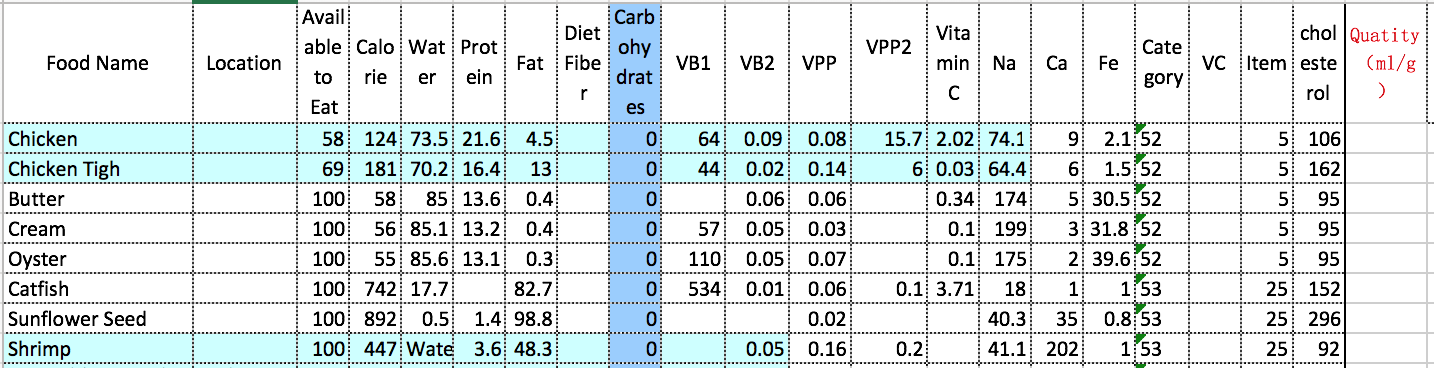 Food Name Location Available to Eat Calorie Water Protein Fat Diet Fiber Carbohydrates VB1 VB2 VPP VPP2 Vitamin C Na Ca Fe Category VC Item cholesterol Quatity (ml/g)
Chicken 58 124 73.5 21.6 4.5 0 64 0.09 0.08 15.7 2.02 74.1 9 2.1 52 5 106
Chicken Tigh 69 181 70.2 16.4 13 0 44 0.02 0.14 6 0.03 64.4 6 1.5 52 5 162
Butter 100 58 85 13.6 0.4 0 0.06 0.06 0.34 174 5 30.5 52 5 95
Cream 100 56 85.1 13.2 0.4 0 57 0.05 0.03 0.1 199 3 31.8 52 5 95
Oyster 100 55 85.6 13.1 0.3 0 110 0.05 0.07 0.1 175 2 39.6 52 5 95
Catfish 100 742 17.7 82.7 0 534 0.01 0.06 0.1 3.71 18 1 1 53 25 152
Sunflower Seed 100 892 0.5 1.4 98.8 0 0.02 40.3 35 0.8 53 25 296
Shrimp 100 447 Wate 3.6 48.3 0 0.05 0.16 0.2 41.1 202 1 53 25 92